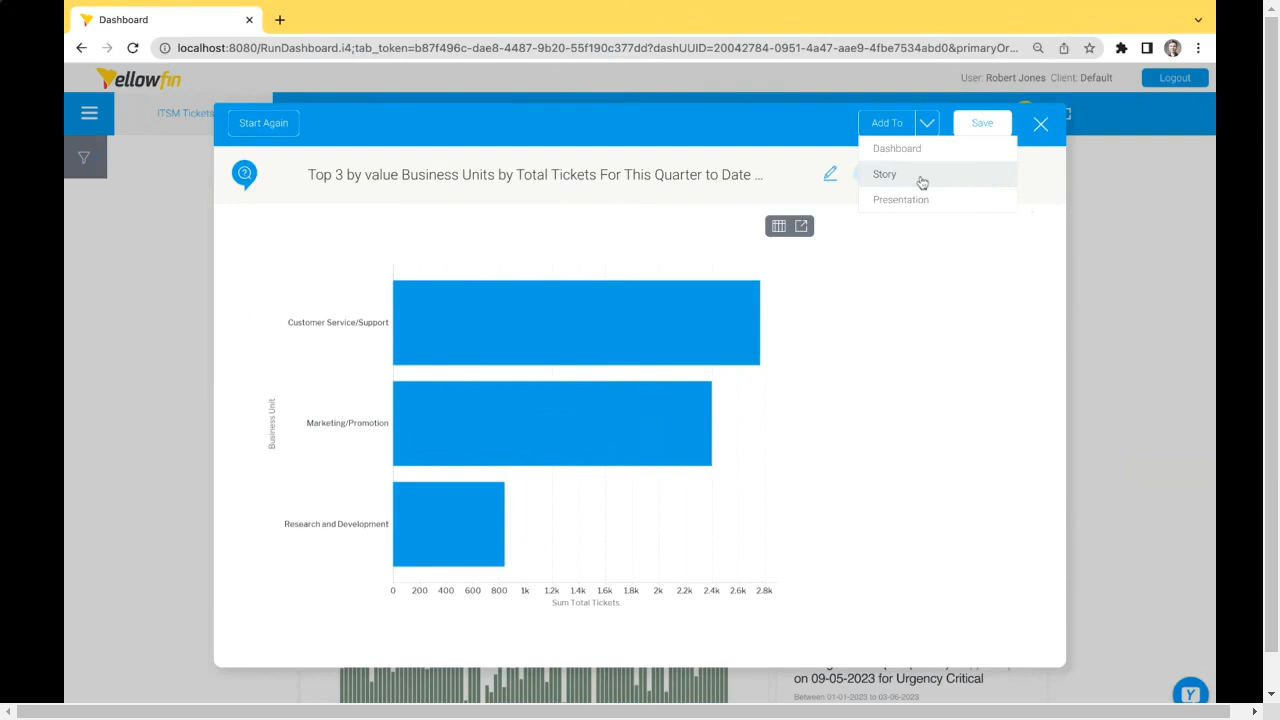 Dashboard
localhost:8080/RunDashboard.i4;tab_token=b87f496c-dae8-4487-9b20-55f190c377dd?dashUUID=20042784-0951-4a47-aae9-4fbe7534abd0&primaryOr...
Yellowfin
User: Robert Jones Client: Default
Logout
ITSM Tickets
Start Again
Add To
Save
Dashboard
Top 3 by value Business Units by Total Tickets For This Quarter to Date ...
Story
Presentation
Customer Service/Support
Marketing/Promotion
Research and Development
Business Unit
0 200 400 600 800 1k 1.2k 1.4k 1.6k 1.8k 2k 2.2k 2.4k 2.6k 2.8k
Sum Total Tickets
on 09-05-2023 for Urgency Critical
Between 01-01-2023 to 03-06-2023